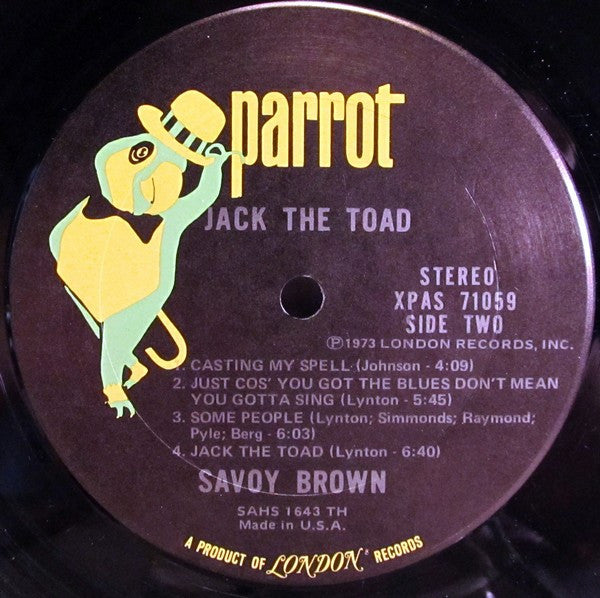 parrot
JACK THE TOAD
STEREO
XPAS 71059
SIDE TWO
Ⓟ1973 LONDON RECORDS, INC.
1. CASTING MY SPELL (Johnson - 4:09)
2. JUST COS' YOU GOT THE BLUES DON'T MEAN
YOU GOTTA SING (Lynton - 5:45)
3. SOME PEOPLE (Lynton; Simmonds; Raymond;
Pyle; Berg - 6:03)
4. JACK THE TOAD (Lynton - 6:40)
SAVOY BROWN
SAHS 1643 TH
Made in U.S.A.
A PRODUCT OF LONDON® RECORDS